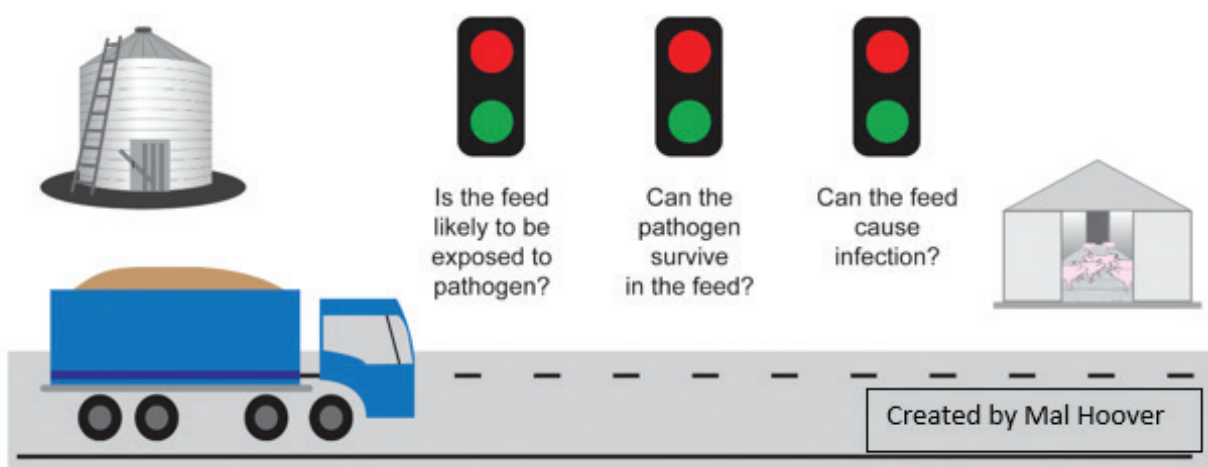 Is the feed
likely to be
exposed to
pathogen?
Can the
pathogen
survive
in the feed?
Can the feed
cause
infection?
Created by Mal Hoover